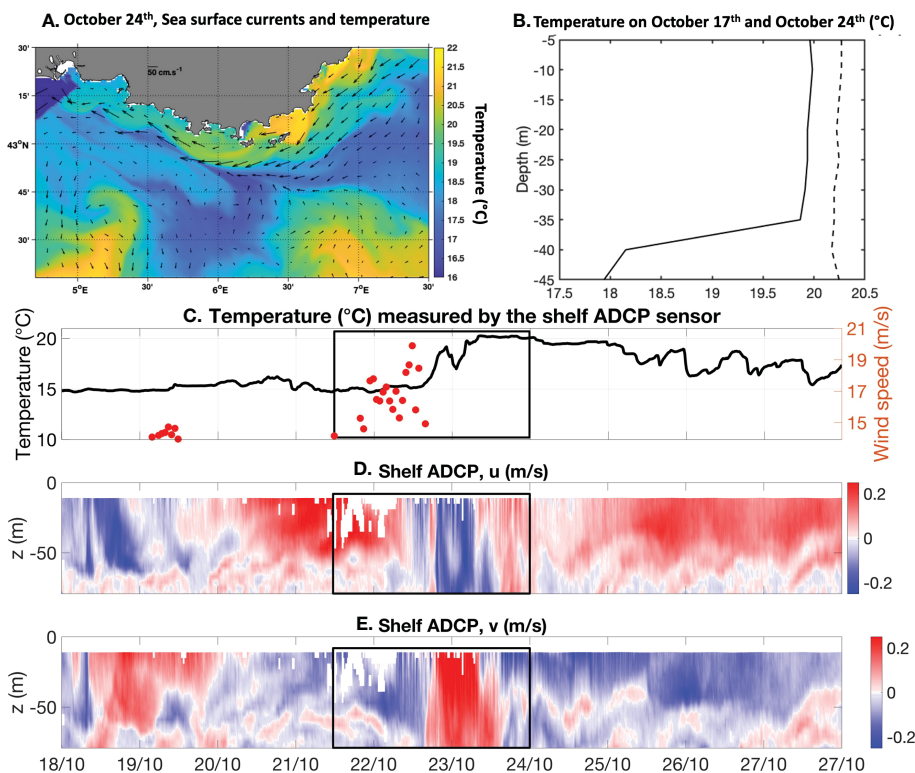 A. October 24th, Sea surface currents and temperature
50 cm.s-1
30'
15'
43°N
45'
30'
5°E
30'
6°E
30'
7°E
22
21.5
21
20.5
20
19.5
19
18.5
18
17.5
17
16.5
16
Temperature (°C)
B. Temperature on October 17th and October 24th (°C)
-5
-10
-15
-20
-25
-30
-35
-40
-45
Depth (m)
17.5 18 18.5 19 19.5 20 20.5
C. Temperature (°C) measured by the shelf ADCP sensor
Temperature (°C)
20
15
10
21
19
17
15
Wind speed (m/s)
D. Shelf ADCP, u (m/s)
z (m)
0
-50
0.2
0
-0.2
E. Shelf ADCP, v (m/s)
z (m)
0
-50
0.2
0
-0.2
18/10 19/10 20/10 21/10 22/10 23/10 24/10 25/10 26/10 27/10 27/10